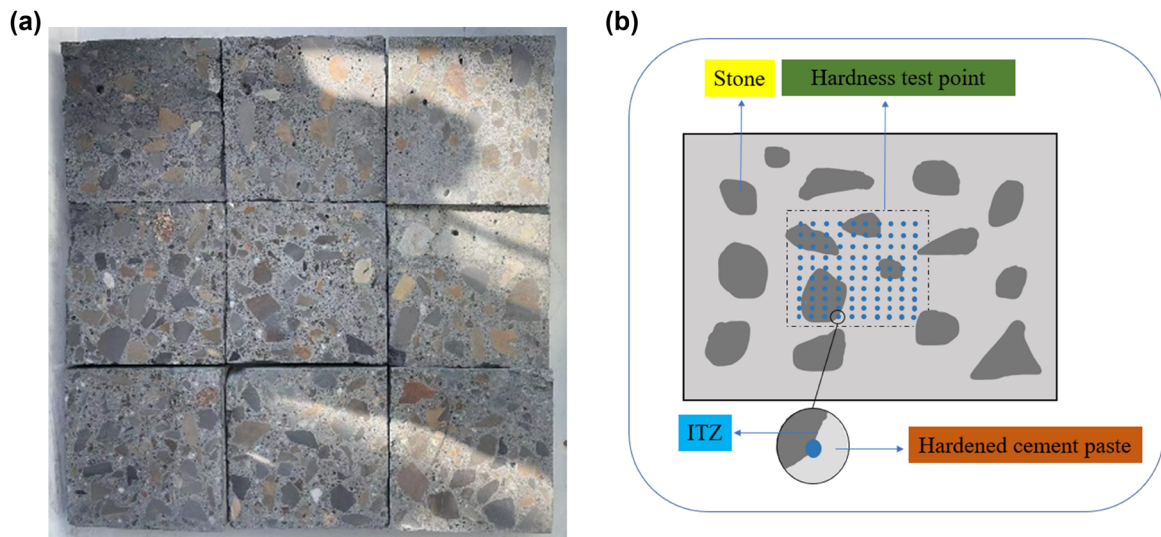 (a)
(b)
Stone
Hardness test point
ITZ
Hardened cement paste